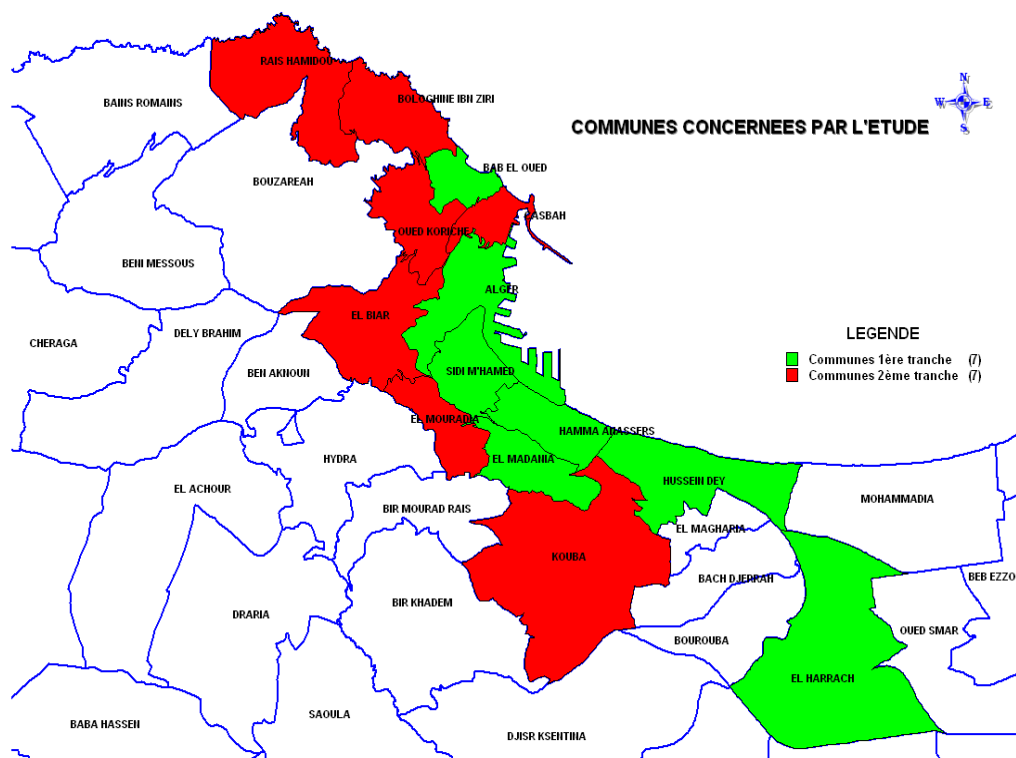 N
W E
S
COMMUNES CONCERNEES PAR L'ETUDE
RAIS HAMIDOU
BAINS ROMAINS
BOLOGHINE IBN ZIRI
BAB EL OUED
BOUZAREAH
CASBAH
OUED KORICHE
BENI MESSOUS
ALGER
EL BIAR
DELY BRAHIM
CHERAGA
LEGENDE
Communes 1ère tranche (7)
Communes 2ème tranche (7)
BEN AKNOUN
SIDI M'HAMED
EL MOURADIA
HAMMA ANASSERS
HYDRA
EL MADANIA
HUSSEIN DEY
EL ACHOUR
MOHAMMADIA
BIR MOURAD RAIS
EL MAGHARIA
KOUBA
BACH DJERRAH
BEB EZZO
BIR KHADEM
DRARIA
OUED SMAR
BOUROUBA
EL HARRACH
SAOULA
BABA HASSEN
DJISR KSENTINA